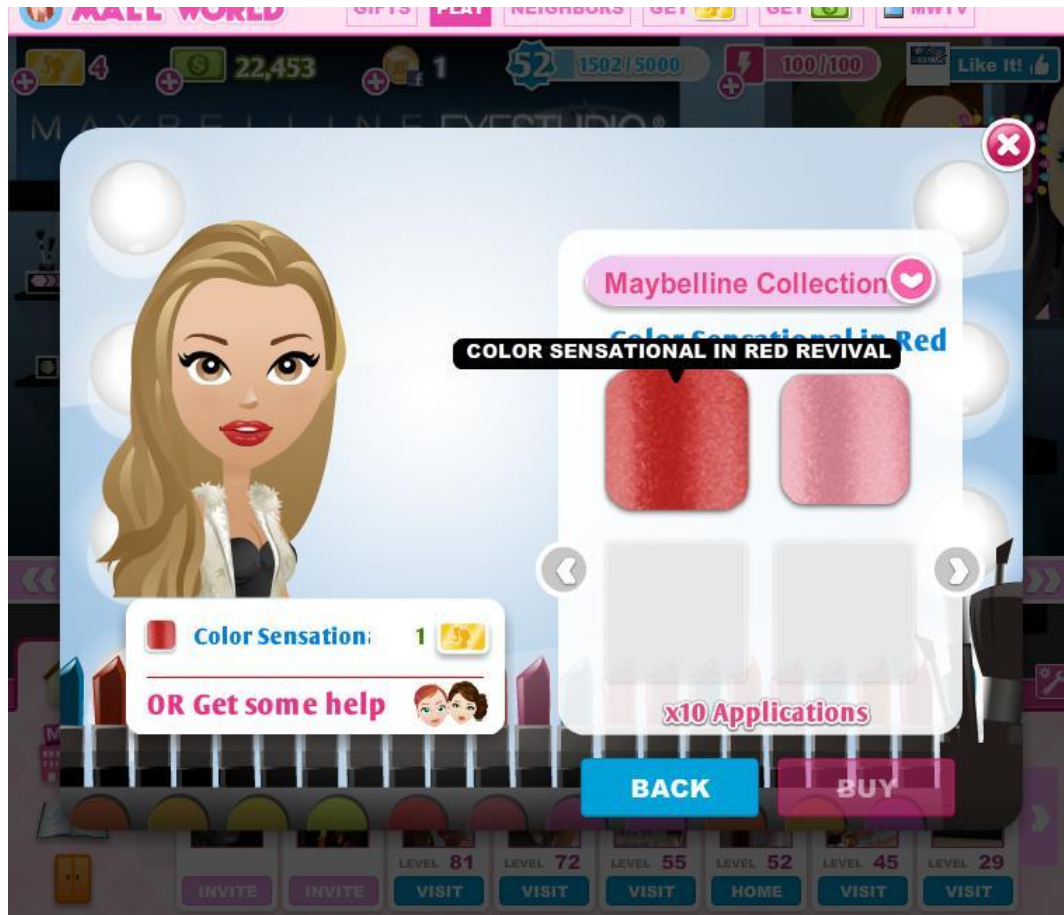 MALL WORLD
GIFTS PLAY NEIGHBORS GET GET MWTV
4 22,453 1 52 1502/5000 100/100 Like It!
MAYBELLINE EYESTUDIO®
Maybelline Collection
Color Sensational in Red
COLOR SENSATIONAL IN RED REVIVAL
Color Sensationa 1
OR Get some help
x10 Applications
BACK BUY
LEVEL 81 LEVEL 72 LEVEL 55 LEVEL 52 LEVEL 45 LEVEL 29
INVITE INVITE VISIT VISIT VISIT HOME VISIT VISIT